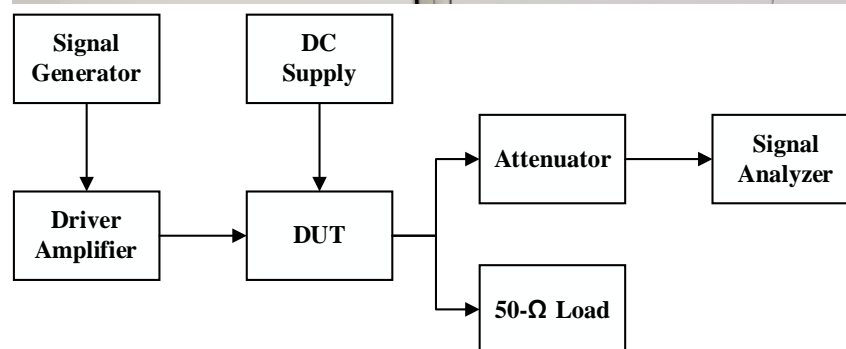 Signal
Generator
DC
Supply
Attenuator
Signal
Analyzer
Driver
Amplifier
DUT
50-Ω Load